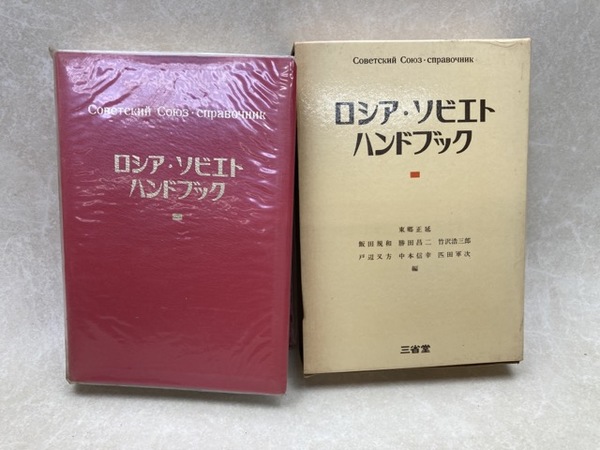 Советский Союз·справочник
ロシア・ソビエト
ハンドブック
Советский Союз·справочник
ロシア・ソビエト
ハンドブック
東郷正延
飯田規和 勝田昌二 竹沢浩三郎
戸辺又方 中本信幸 匹田軍次
編
三省堂